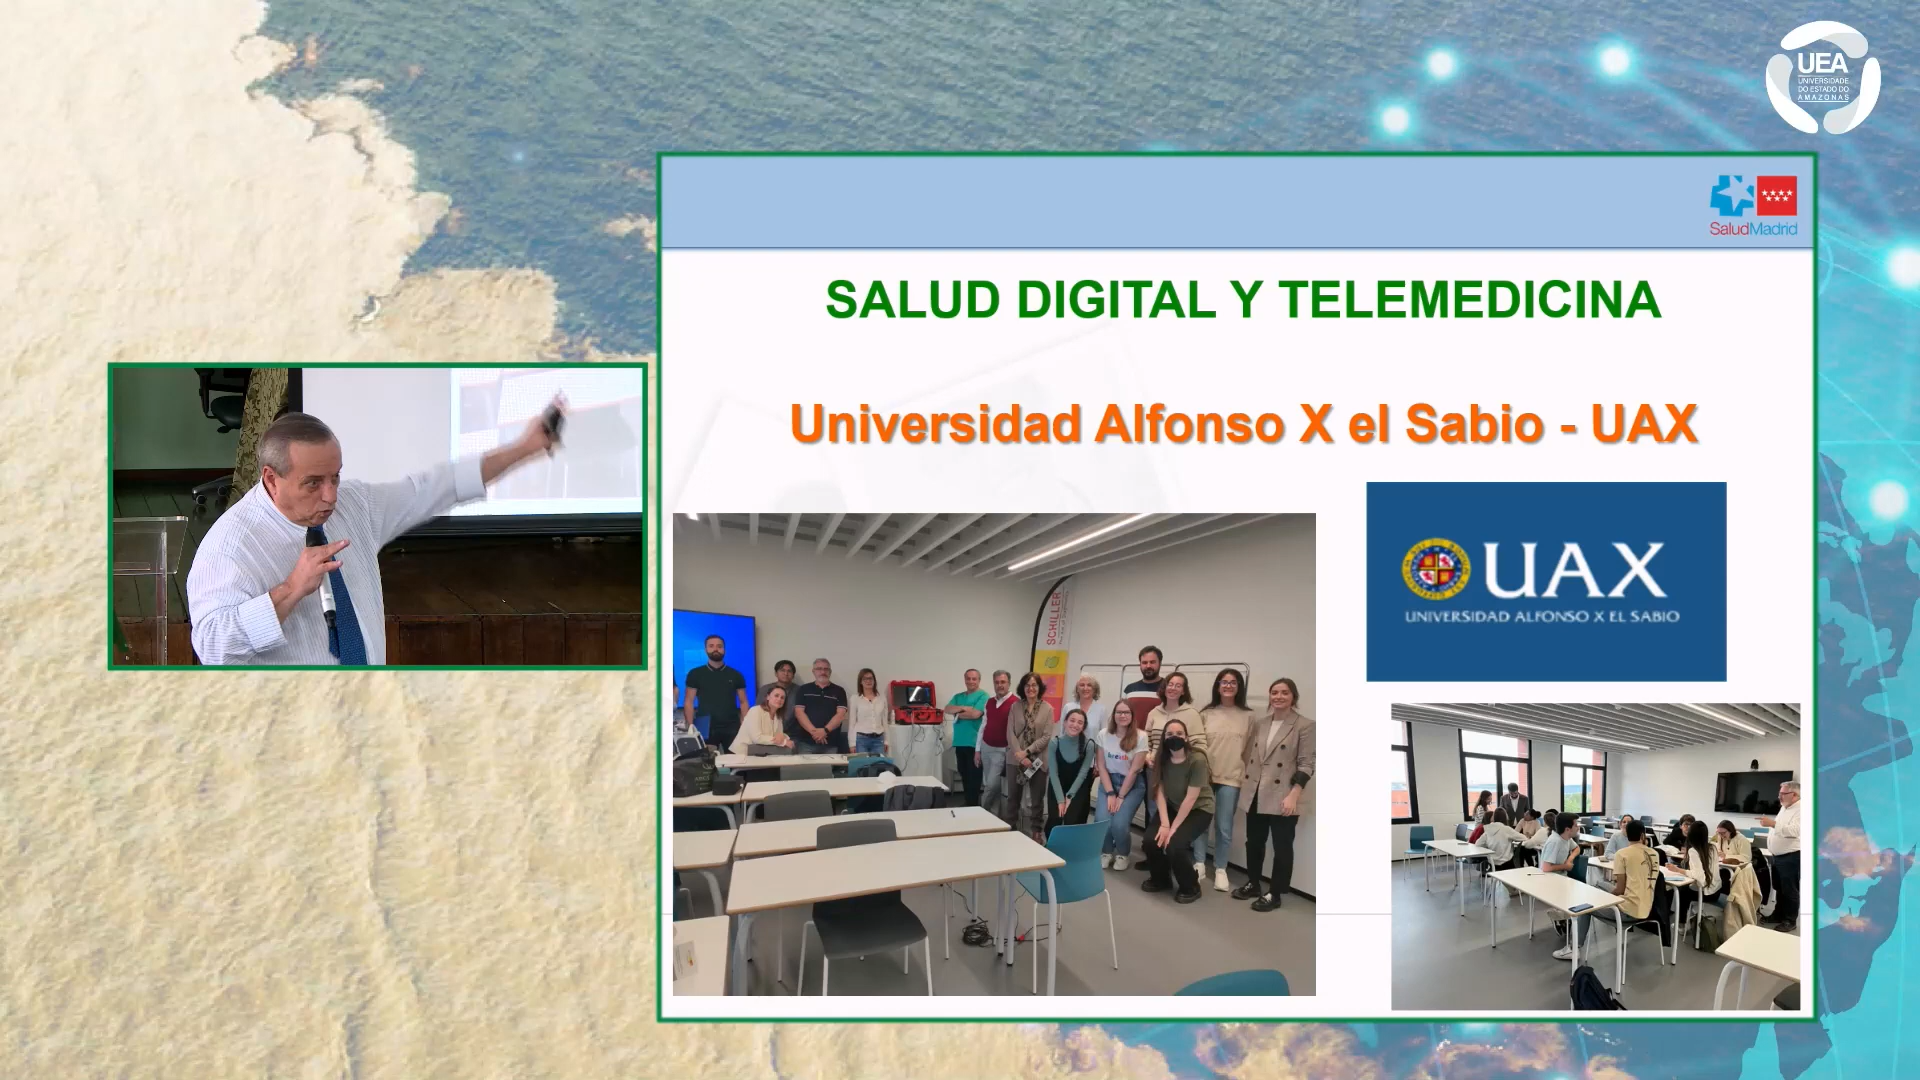 UEA
UNIVERSIDADE
DO ESTADO DO
AMAZONAS
SaludMadrid
SALUD DIGITAL Y TELEMEDICINA
Universidad Alfonso X el Sabio - UAX
SCHILLER
UAX
UNIVERSIDAD ALFONSO X EL SABIO